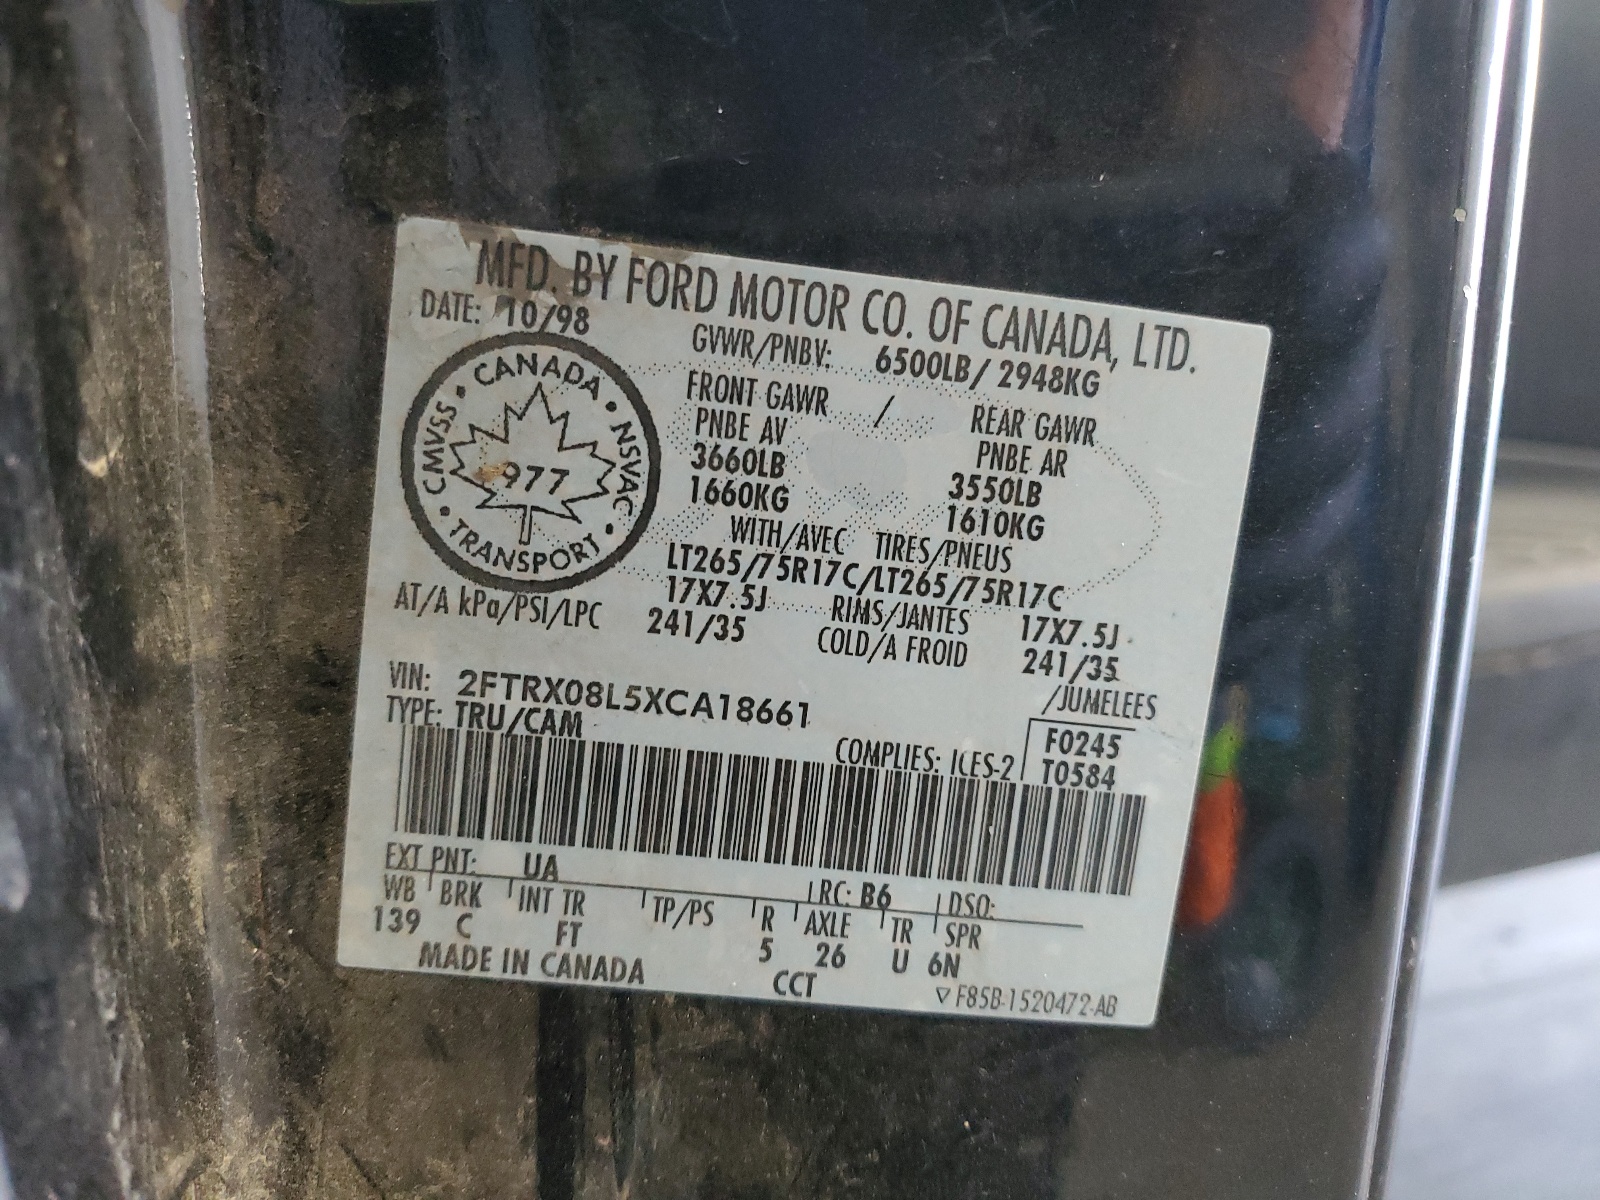 MFD. BY FORD MOTOR CO. OF CANADA, LTD.
DATE: 10/98
GVWR/PNBV: 6500LB/ 2948KG
CANADA • NSVAC • TRANSPORT • CMVSS •
977
FRONT GAWR / REAR GAWR
PNBE AV PNBE AR
3660LB 3550LB
1660KG 1610KG
WITH/AVEC TIRES/PNEUS
LT265/75R17C/LT265/75R17C
17X7.5J RIMS/JANTES 17X7.5J
AT/A kPa/PSI/LPC 241/35 COLD/A FROID 241/35
/JUMELEES
VIN: 2FTRX08L5XCA18661
TYPE: TRU/CAM
COMPLIES: ICES-2
F0245
T0584
EXT PNT: UA RC: B6 DSO:
WB BRK INT TR TP/PS R AXLE TR SPR
139 C FT 5 26 U 6N
MADE IN CANADA CCT ▽ F85B-1520472-AB